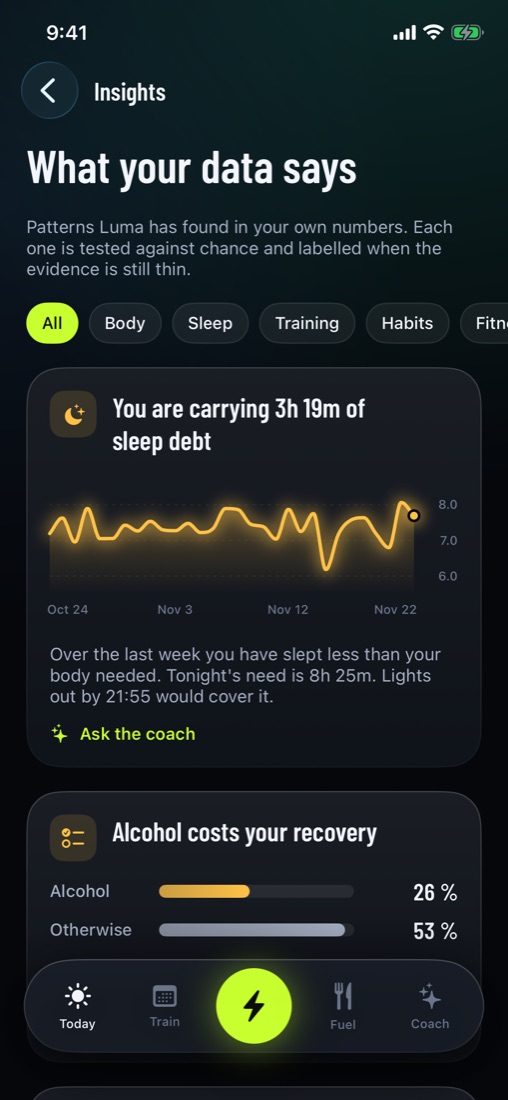 9:41
Insights
What your data says
Patterns Luma has found in your own numbers. Each
one is tested against chance and labelled when the
evidence is still thin.
All Body Sleep Training Habits Fitn
You are carrying 3h 19m of
sleep debt
8.0
7.0
6.0
Oct 24 Nov 3 Nov 12 Nov 22
Over the last week you have slept less than your
body needed. Tonight's need is 8h 25m. Lights
out by 21:55 would cover it.
Ask the coach
Alcohol costs your recovery
Alcohol 26 %
Otherwise 53 %
Today Train Fuel Coach